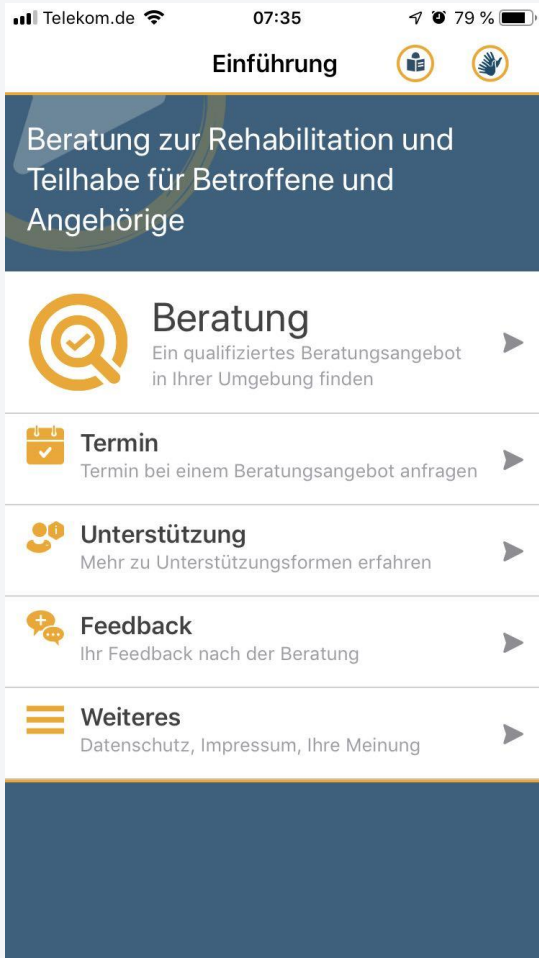 Telekom.de 07:35 79 %
Einführung
Beratung zur Rehabilitation und
Teilhabe für Betroffene und
Angehörige
Beratung
Ein qualifiziertes Beratungsangebot
in Ihrer Umgebung finden
Termin
Termin bei einem Beratungsangebot anfragen
Unterstützung
Mehr zu Unterstützungsformen erfahren
Feedback
Ihr Feedback nach der Beratung
Weiteres
Datenschutz, Impressum, Ihre Meinung